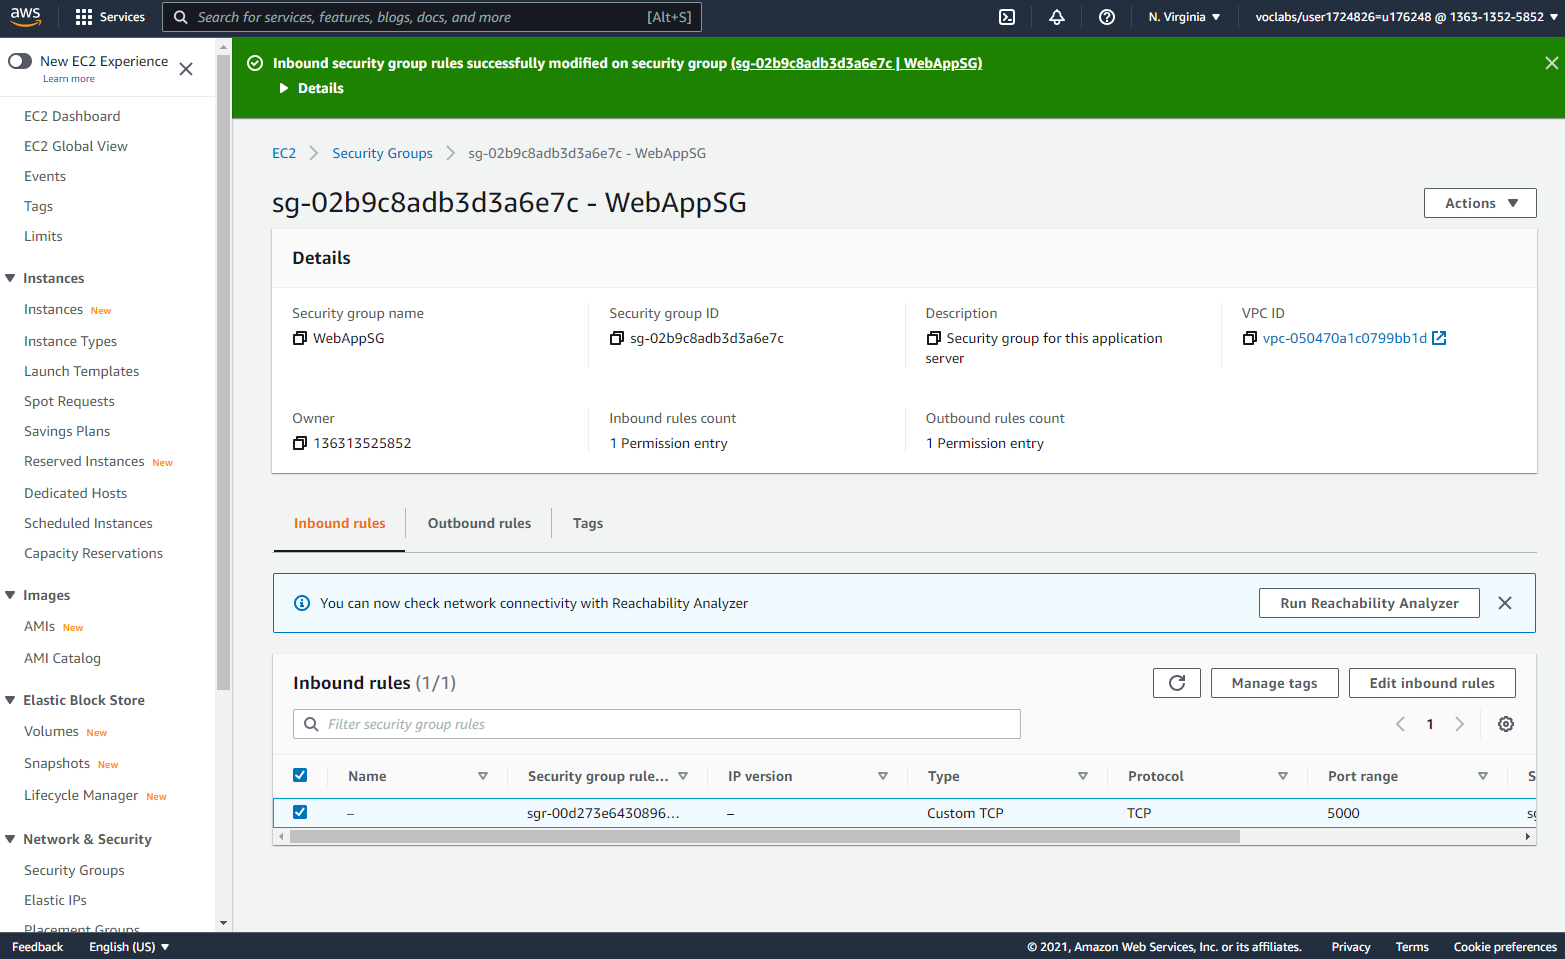 aws
Services
Search for services, features, blogs, docs, and more [Alt+S]
N. Virginia ▼
voclabs/user1724826=u176248 @ 1363-1352-5852 ▼
New EC2 Experience
Learn more
EC2 Dashboard
EC2 Global View
Events
Tags
Limits
Instances
Instances New
Instance Types
Launch Templates
Spot Requests
Savings Plans
Reserved Instances New
Dedicated Hosts
Scheduled Instances
Capacity Reservations
Images
AMIs New
AMI Catalog
Elastic Block Store
Volumes New
Snapshots New
Lifecycle Manager New
Network & Security
Security Groups
Elastic IPs
Placement Groups
Inbound security group rules successfully modified on security group (sg-02b9c8adb3d3a6e7c | WebAppSG)
Details
EC2 > Security Groups > sg-02b9c8adb3d3a6e7c - WebAppSG
sg-02b9c8adb3d3a6e7c - WebAppSG
Actions ▼
Details
Security group name
WebAppSG
Security group ID
sg-02b9c8adb3d3a6e7c
Description
Security group for this application
server
VPC ID
vpc-050470a1c0799bb1d
Owner
136313525852
Inbound rules count
1 Permission entry
Outbound rules count
1 Permission entry
Inbound rules
Outbound rules
Tags
You can now check network connectivity with Reachability Analyzer
Run Reachability Analyzer
Inbound rules (1/1)
Manage tags
Edit inbound rules
Filter security group rules
1
Name Security group rule... IP version Type Protocol Port range S
– sgr-00d273e6430896... – Custom TCP TCP 5000 sg
Feedback English (US) ▼
© 2021, Amazon Web Services, Inc. or its affiliates. Privacy Terms Cookie preferences